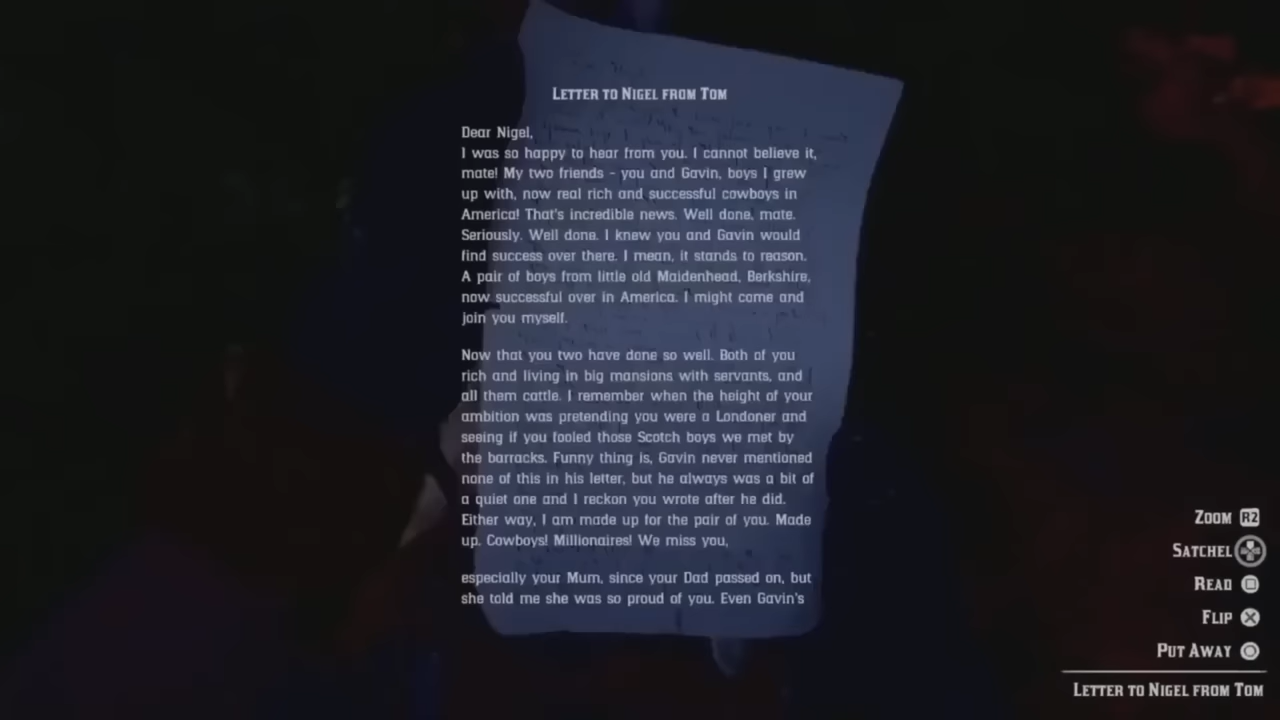 LETTER TO NIGEL FROM TOM
Dear Nigel,
I was so happy to hear from you. I cannot believe it,
mate! My two friends - you and Gavin, boys I grew
up with, now real rich and successful cowboys in
America! That's incredible news. Well done, mate.
Seriously. Well done. I knew you and Gavin would
find success over there. I mean, it stands to reason.
A pair of boys from little old Maidenhead, Berkshire,
now successful over in America. I might come and
join you myself.
Now that you two have done so well. Both of you
rich and living in big mansions with servants, and
all them cattle. I remember when the height of your
ambition was pretending you were a Londoner and
seeing if you fooled those Scotch boys we met by
the barracks. Funny thing is, Gavin never mentioned
none of this in his letter, but he always was a bit of
a quiet one and I reckon you wrote after he did.
Either way, I am made up for the pair of you. Made
up. Cowboys! Millionaires! We miss you,
especially your Mum, since your Dad passed on, but
she told me she was so proud of you. Even Gavin's
ZOOM R2
SATCHEL
READ
FLIP
PUT AWAY
LETTER TO NIGEL FROM TOM